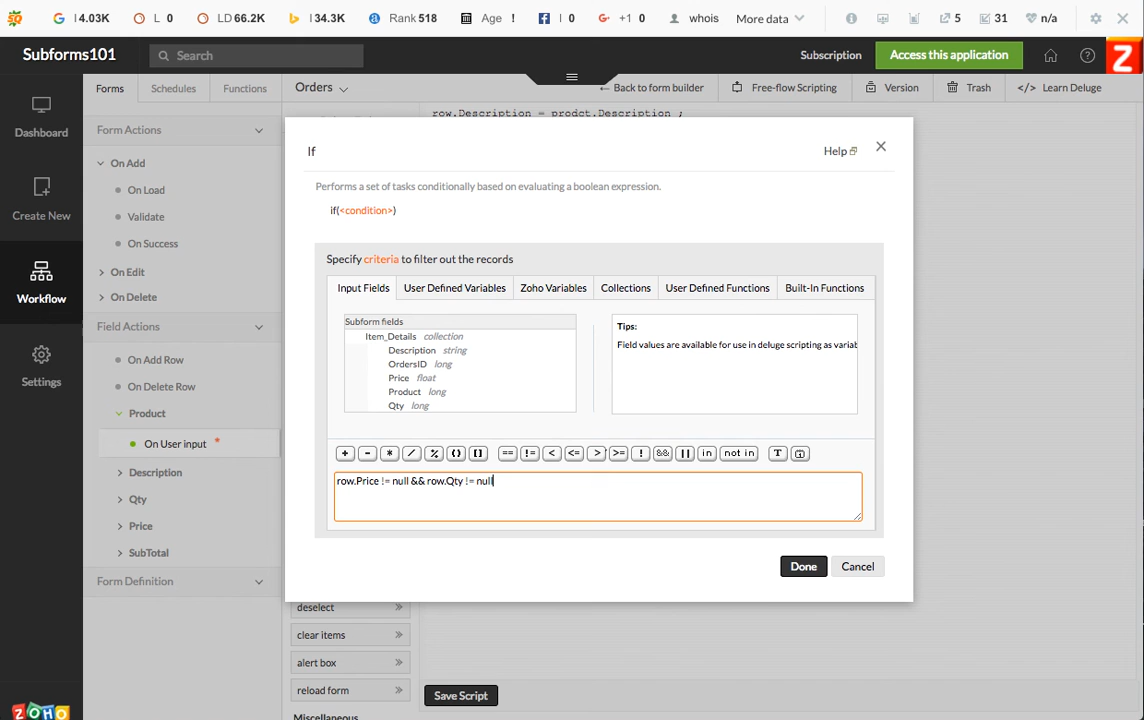 I 4.03K L 0 LD 66.2K I 34.3K Rank 518 Age ! I 0 +1 0 whois More data 5 31 n/a
Subforms101 Search Subscription Access this application
Forms Schedules Functions Orders ← Back to form builder Free-flow Scripting Version Trash </> Learn Deluge
row.Description = prodct.Description ;
Dashboard
Create New
Workflow
Settings
ZOHO
Form Actions
On Add
On Load
Validate
On Success
On Edit
On Delete
Field Actions
On Add Row
On Delete Row
Product
On User input *
Description
Qty
Price
SubTotal
Form Definition
If Help
Performs a set of tasks conditionally based on evaluating a boolean expression.
if(<condition>)
Specify criteria to filter out the records
Input Fields User Defined Variables Zoho Variables Collections User Defined Functions Built-In Functions
Subform fields
Item_Details collection
Description string
OrdersID long
Price float
Product long
Qty long
Tips:
Field values are available for use in deluge scripting as variab
+ - * / % () [] == != < <= > >= ! && || in not in T
row.Price != null && row.Qty != null
Done Cancel
deselect
clear items
alert box
reload form
Miscellaneous
Save Script